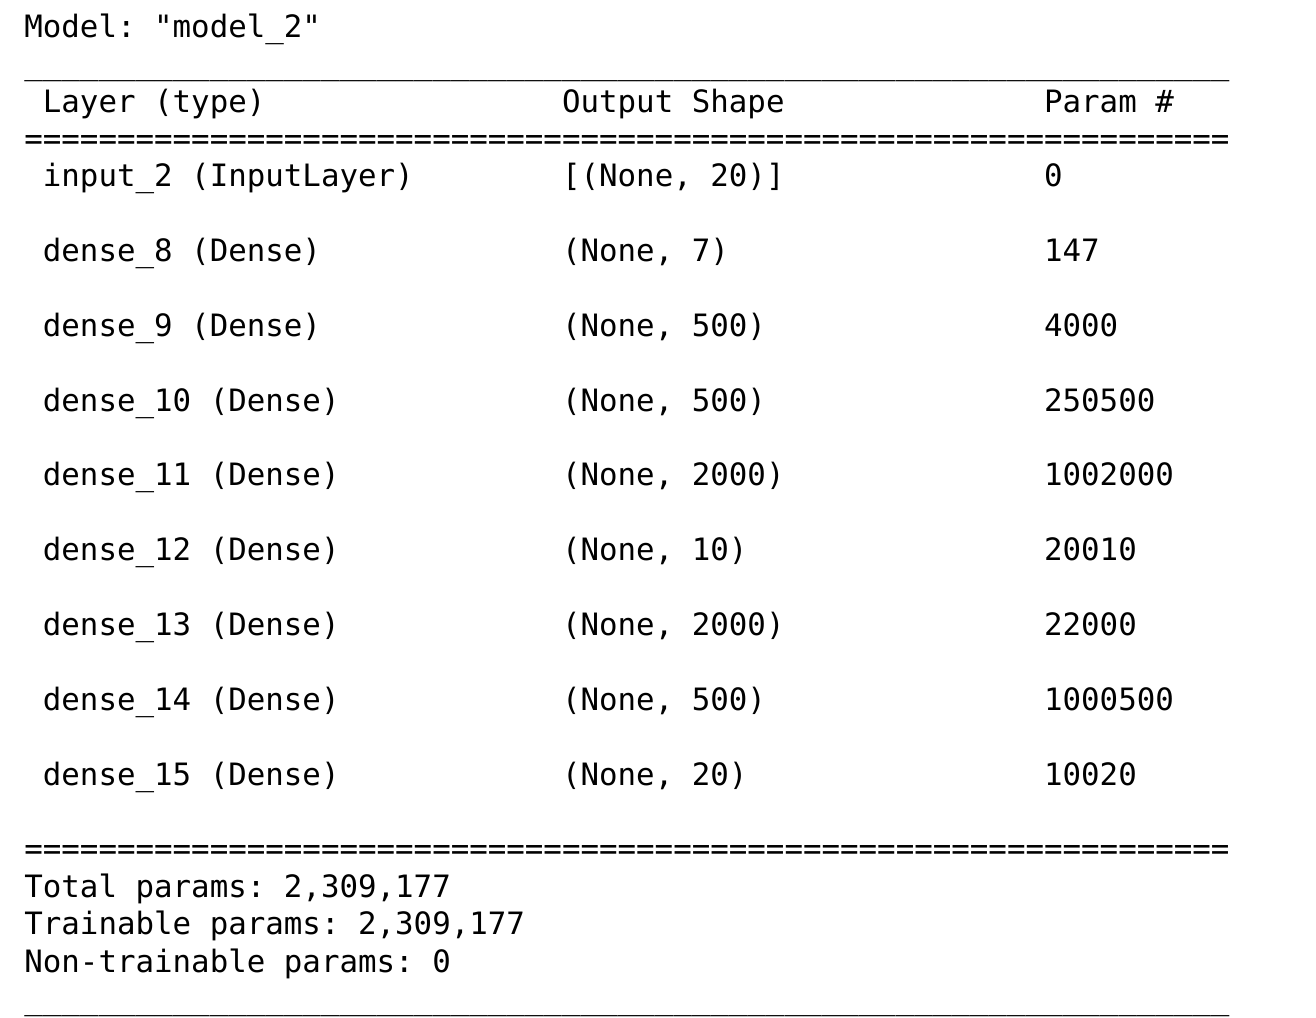 Model: "model_2"
_________________________________________________________________
Layer (type) Output Shape Param #
=================================================================
input_2 (InputLayer) [(None, 20)] 0
dense_8 (Dense) (None, 7) 147
dense_9 (Dense) (None, 500) 4000
dense_10 (Dense) (None, 500) 250500
dense_11 (Dense) (None, 2000) 1002000
dense_12 (Dense) (None, 10) 20010
dense_13 (Dense) (None, 2000) 22000
dense_14 (Dense) (None, 500) 1000500
dense_15 (Dense) (None, 20) 10020
=================================================================
Total params: 2,309,177
Trainable params: 2,309,177
Non-trainable params: 0
_________________________________________________________________